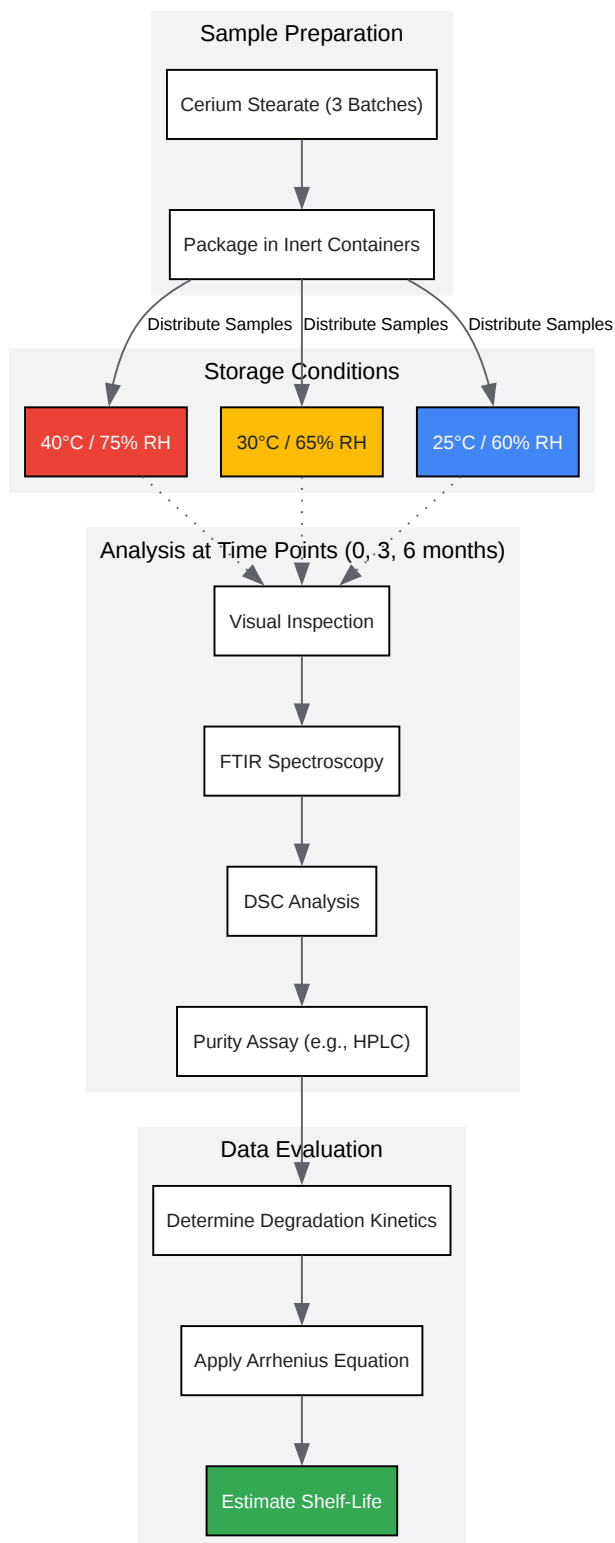 Sample Preparation
Cerium Stearate (3 Batches)
Package in Inert Containers
Distribute Samples
Distribute Samples
Distribute Samples
Storage Conditions
40°C / 75% RH
30°C / 65% RH
25°C / 60% RH
Analysis at Time Points (0, 3, 6 months)
Visual Inspection
FTIR Spectroscopy
DSC Analysis
Purity Assay (e.g., HPLC)
Data Evaluation
Determine Degradation Kinetics
Apply Arrhenius Equation
Estimate Shelf-Life